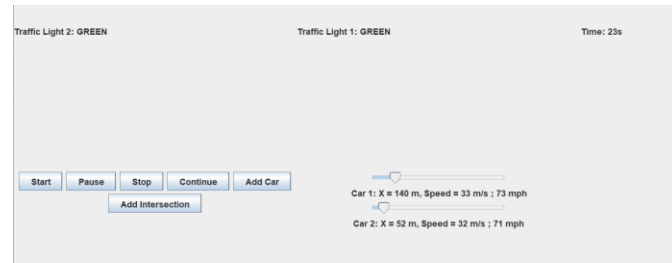 Traffic Light 2: GREEN
Traffic Light 1: GREEN
Time: 23s
Start
Pause
Stop
Continue
Add Car
Add Intersection
Car 1: X = 140 m, Speed = 33 m/s ; 73 mph
Car 2: X = 52 m, Speed = 32 m/s ; 71 mph